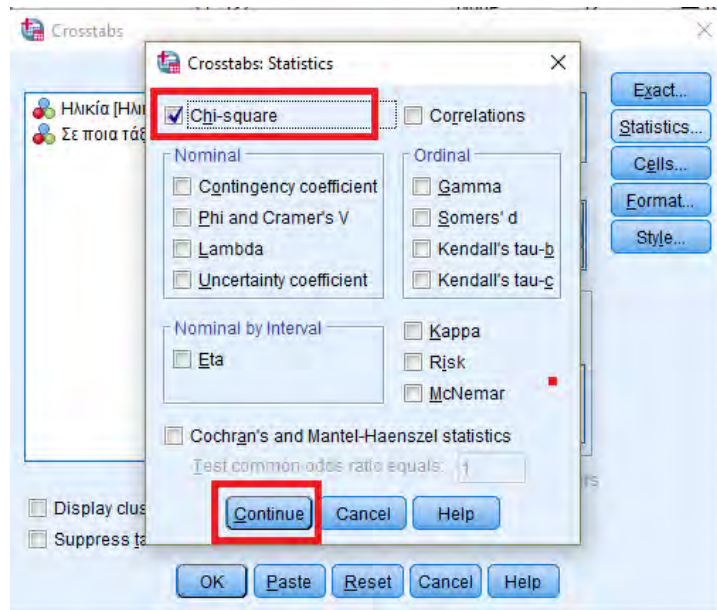 Crosstabs
Crosstabs: Statistics
Ηλικία [Ηλι
Σε ποια τάξ
Chi-square
Correlations
Nominal
Contingency coefficient
Phi and Cramer's V
Lambda
Uncertainty coefficient
Ordinal
Gamma
Somers' d
Kendall's tau-b
Kendall's tau-c
Nominal by Interval
Eta
Kappa
Risk
McNemar
Cochran's and Mantel-Haenszel statistics
Test common odds ratio equals: 1
Continue
Cancel
Help
Exact...
Statistics...
Cells...
Format...
Style...
Display clus
rs
Suppress ta
OK
Paste
Reset
Cancel
Help